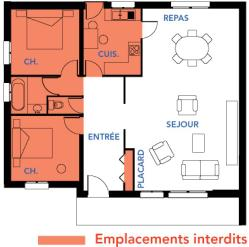 REPAS
CUIS.
CH.
ENTRÉE
SEJOUR
PLACARD
CH.
Emplacements interdits